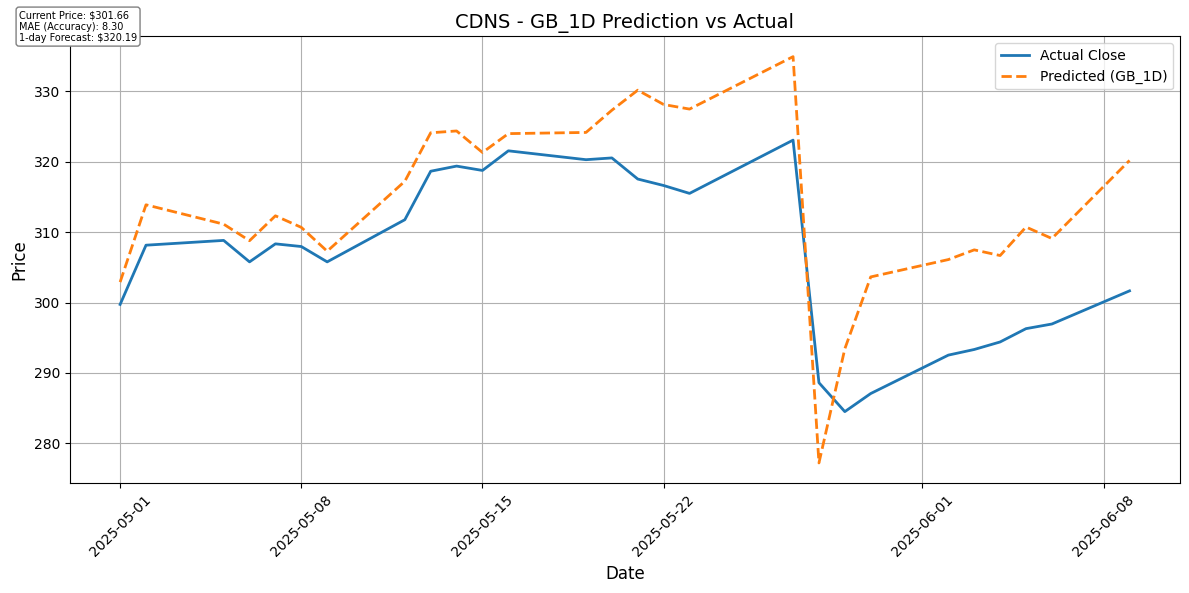 Current Price: $301.66
MAE (Accuracy): 8.30
1-day Forecast: $320.19
CDNS - GB_1D Prediction vs Actual
Actual Close
Predicted (GB_1D)
Price
330
320
310
300
290
280
2025-05-01
2025-05-08
2025-05-15
2025-05-22
2025-06-01
2025-06-08
Date